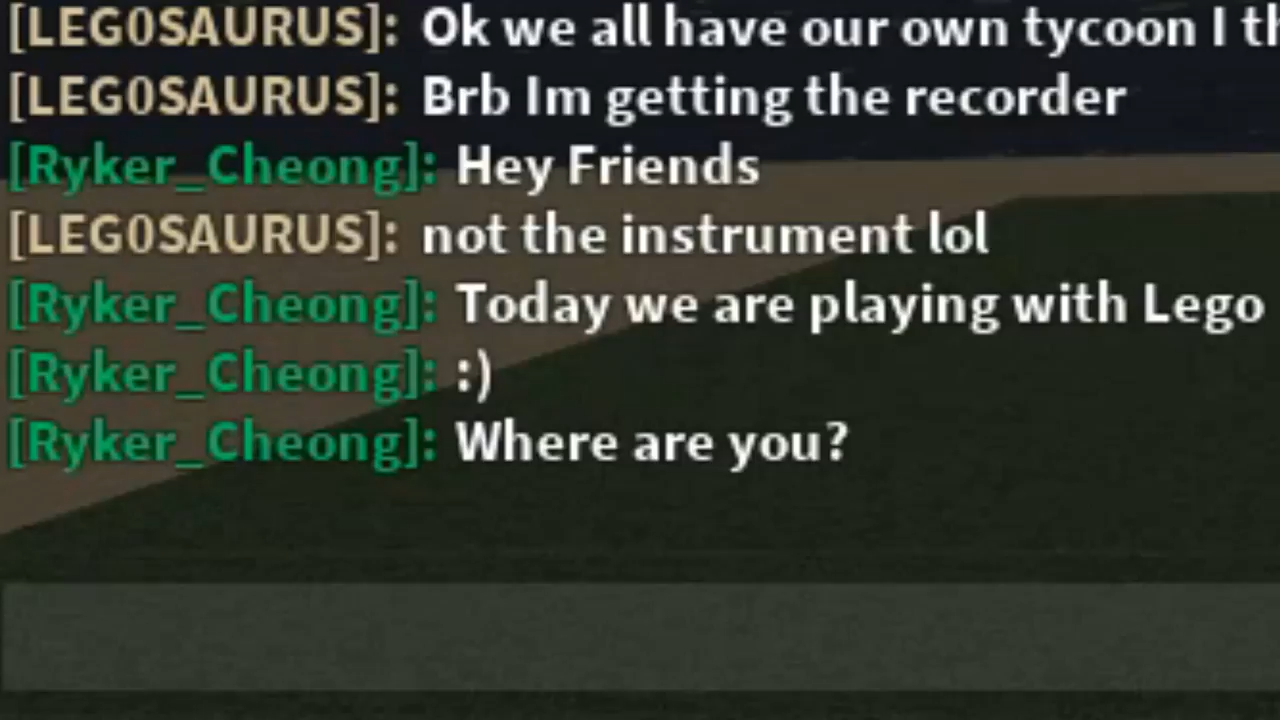 [LEG0SAURUS]: Ok we all have our own tycoon I
[LEG0SAURUS]: Brb Im getting the recorder
[Ryker_Cheong]: Hey Friends
[LEG0SAURUS]: not the instrument lol
[Ryker_Cheong]: Today we are playing with Lego
[Ryker_Cheong]: :)
[Ryker_Cheong]: Where are you?